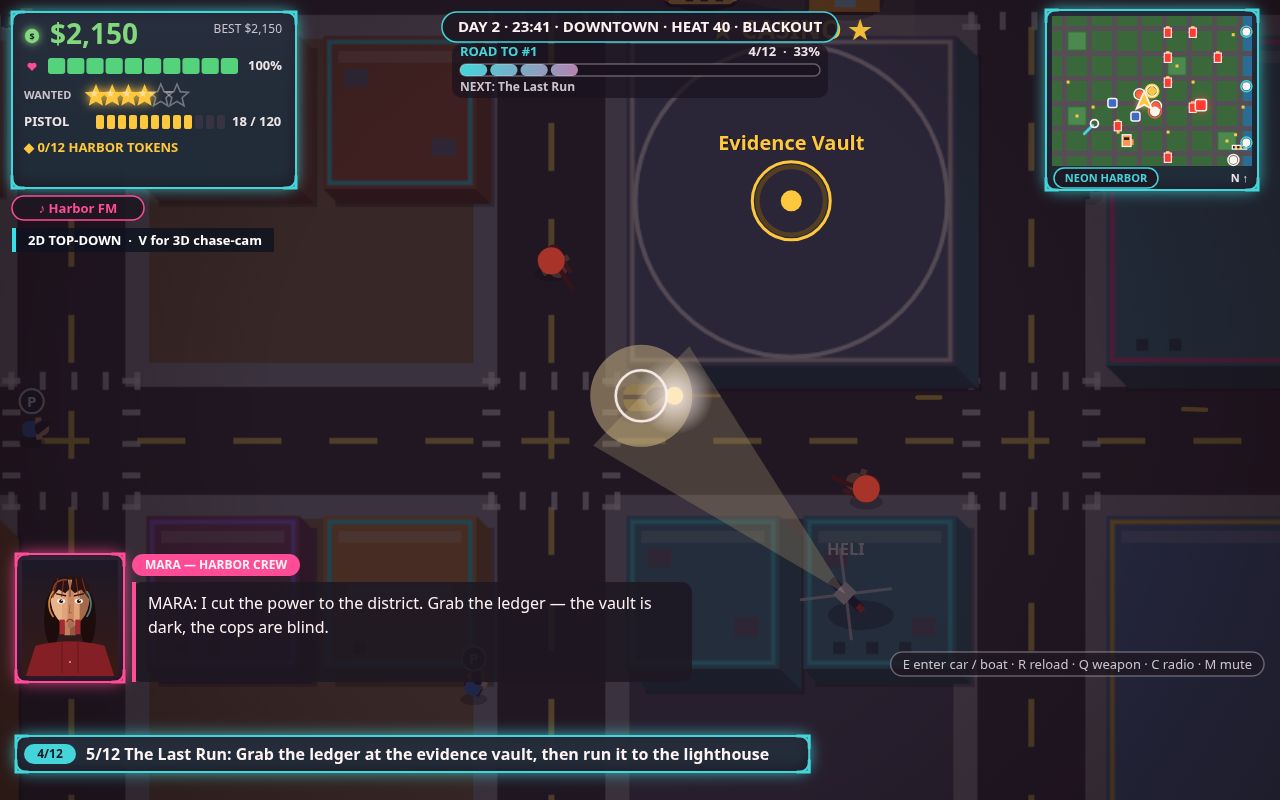 $2,150
BEST $2,150
100%
WANTED
PISTOL
18 / 120
◆ 0/12 HARBOR TOKENS
♪ Harbor FM
2D TOP-DOWN · V for 3D chase-cam
DAY 2 · 23:41 · DOWNTOWN · HEAT 40 · BLACKOUT
ROAD TO #1
4/12 · 33%
NEXT: The Last Run
NEON HARBOR
N ↑
Evidence Vault
P
HELI
P
MARA — HARBOR CREW
MARA: I cut the power to the district. Grab the ledger — the vault is
dark, the cops are blind.
E enter car / boat · R reload · Q weapon · C radio · M mute
4/12
5/12 The Last Run: Grab the ledger at the evidence vault, then run it to the lighthouse